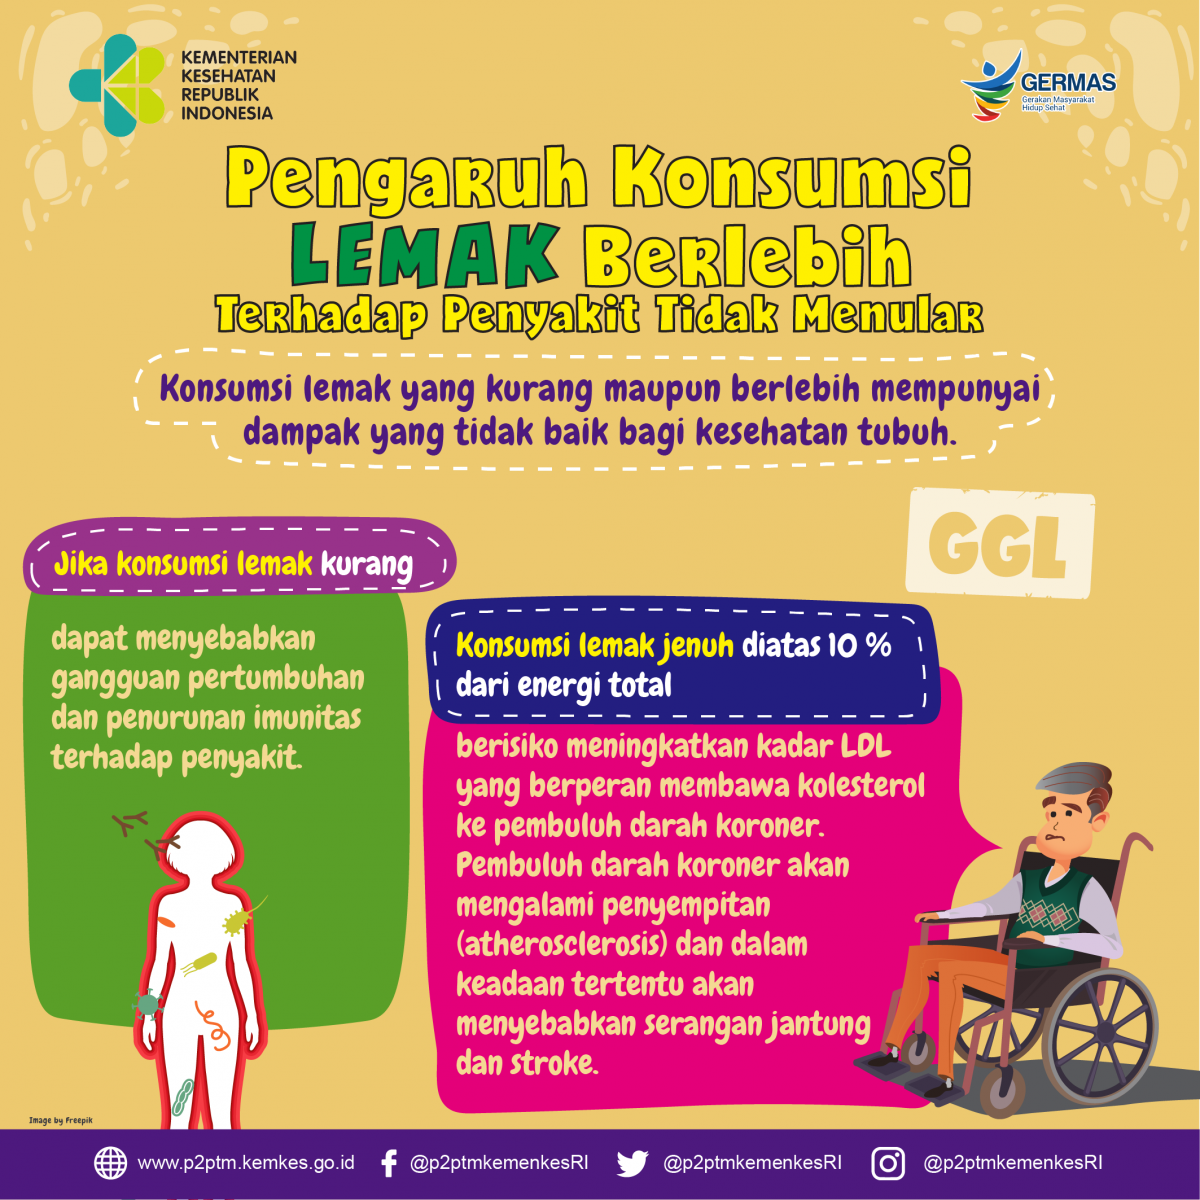 KEMENTERIAN
KESEHATAN
REPUBLIK
INDONESIA
GERMAS
Gerakan Masyarakat
Hidup Sehat
Pengaruh Konsumsi
LEMAK Berlebih
Terhadap Penyakit Tidak Menular
Konsumsi lemak yang kurang maupun berlebih mempunyai
dampak yang tidak baik bagi kesehatan tubuh.
GGL
Jika konsumsi lemak kurang
dapat menyebabkan
gangguan pertumbuhan
dan penurunan imunitas
terhadap penyakit.
Konsumsi lemak jenuh diatas 10 %
dari energi total
berisiko meningkatkan kadar LDL
yang berperan membawa kolesterol
ke pembuluh darah koroner.
Pembuluh darah koroner akan
mengalami penyempitan
(atherosclerosis) dan dalam
keadaan tertentu akan
menyebabkan serangan jantung
dan stroke.
Image by Freepik
www.p2ptm.kemkes.go.id
@p2ptmkemenkesRI
@p2ptmkemenkesRI
@p2ptmkemenkesRI